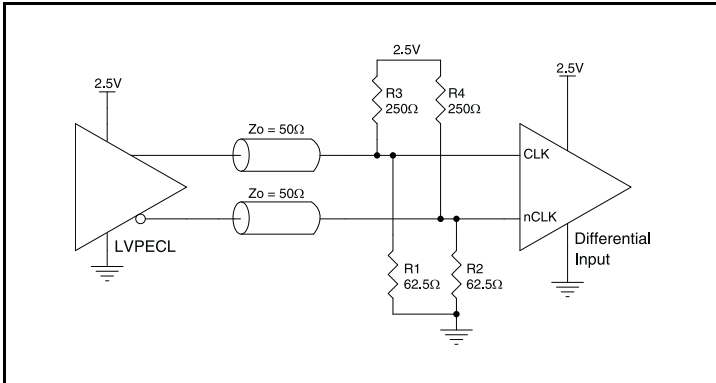 2.5V
2.5V
2.5V
R3
250Ω
R4
250Ω
Zo = 50Ω
CLK
Zo = 50Ω
nCLK
LVPECL
Differential
Input
R1
62.5Ω
R2
62.5Ω